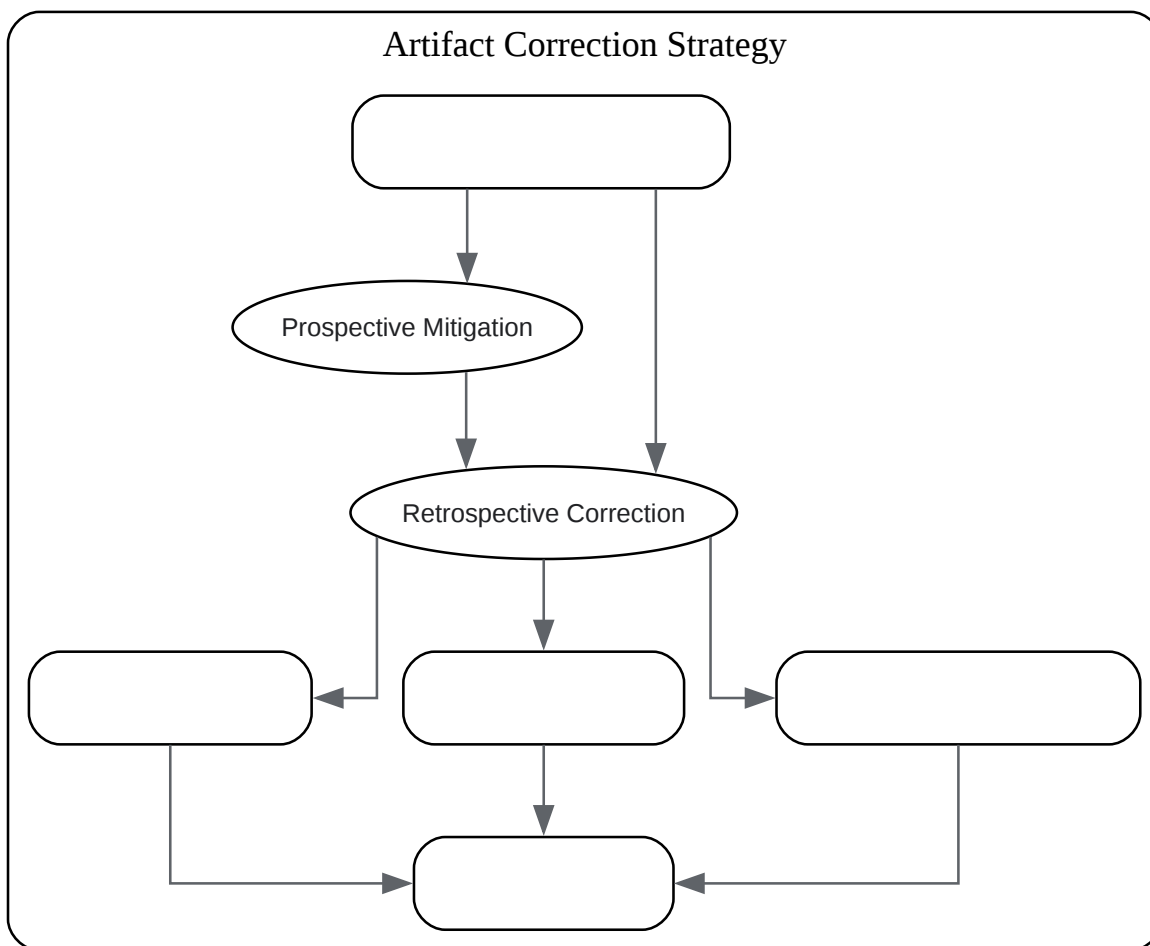 Artifact Correction Strategy
Prospective Mitigation
Retrospective Correction